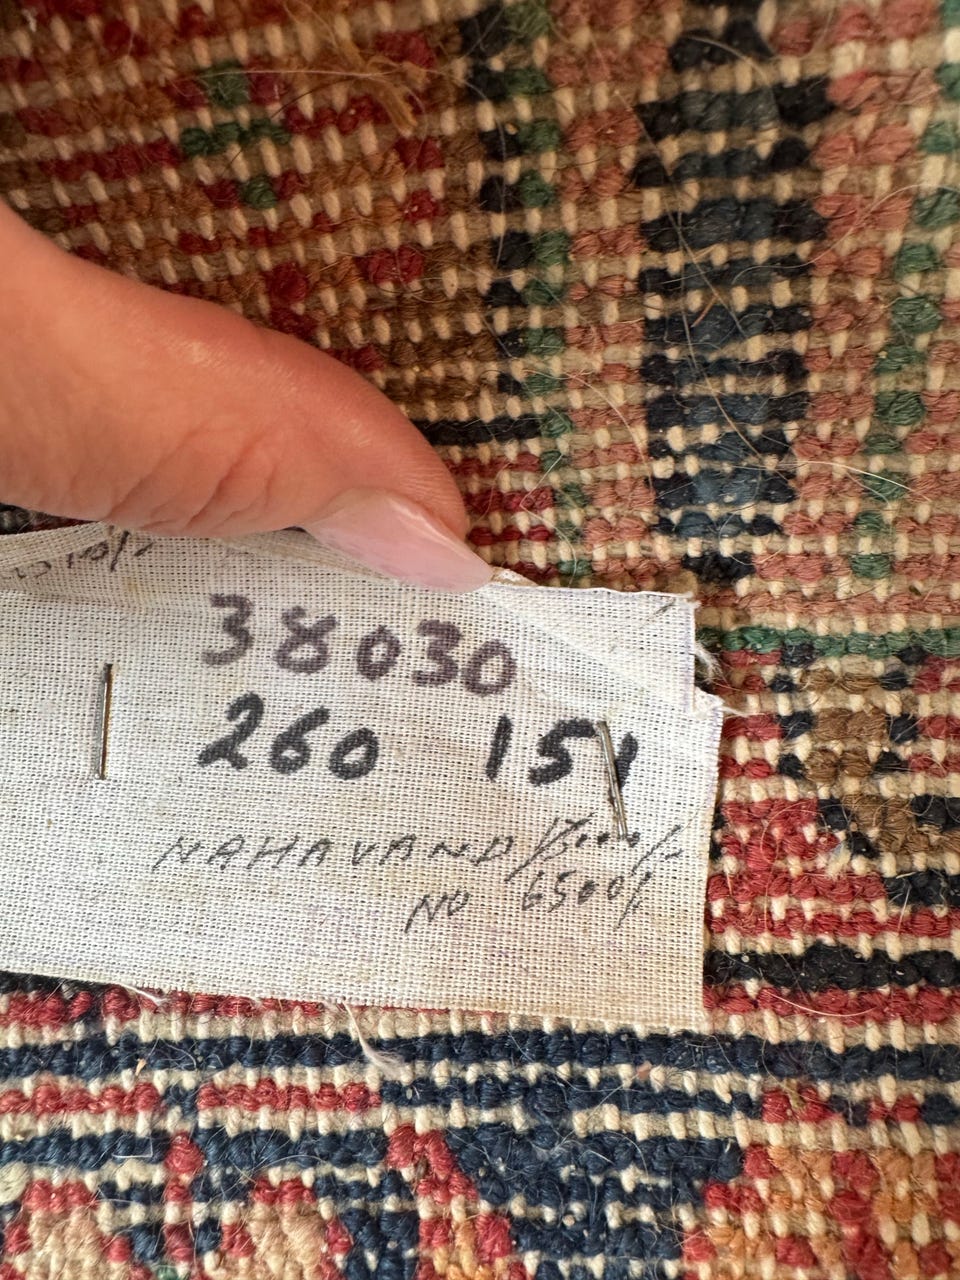 38030
260 151
NAHAVAND
NO 6500/-